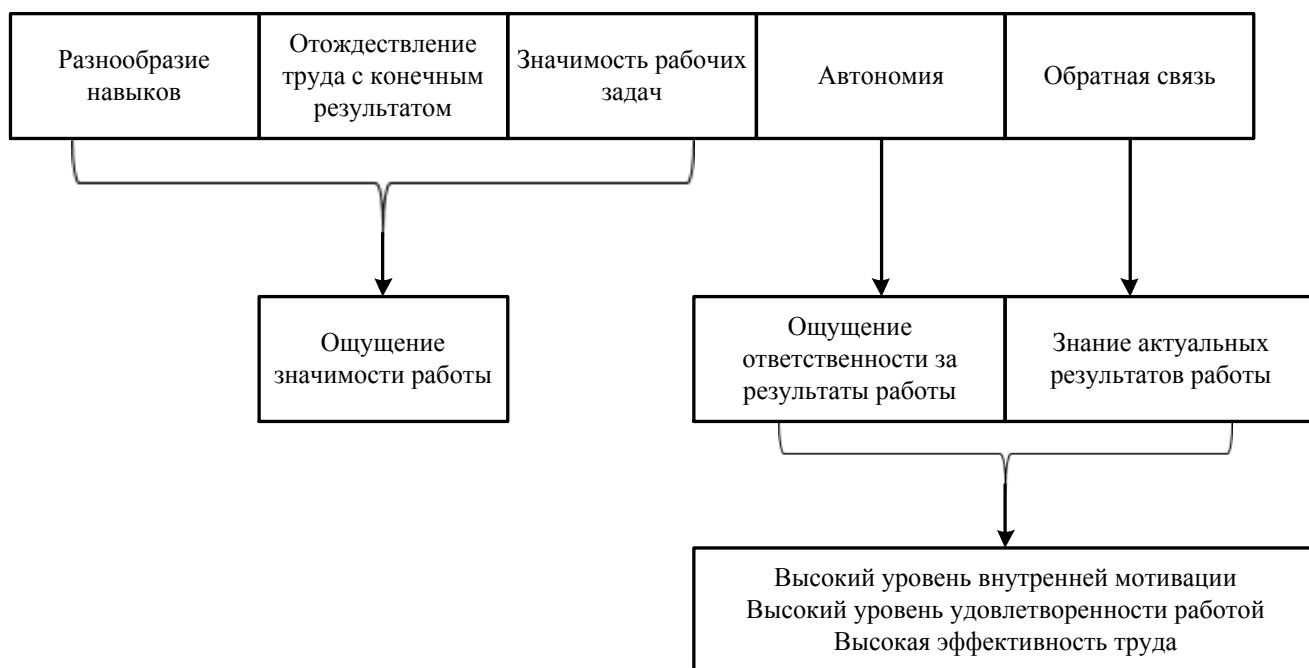 Разнообразие
навыков
Отождествление
труда с конечным
результатом
Значимость рабочих
задач
Автономия
Обратная связь
Ощущение
значимости работы
Ощущение
ответственности за
результаты работы
Знание актуальных
результатов работы
Высокий уровень внутренней мотивации
Высокий уровень удовлетворенности работой
Высокая эффективность труда